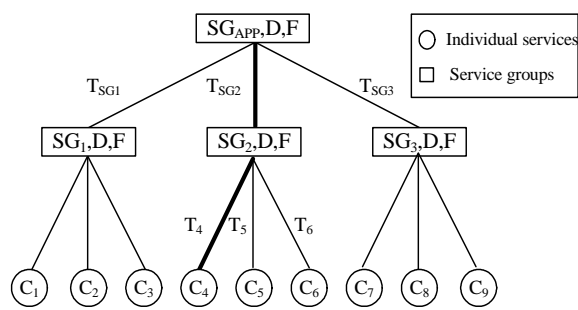 SG_APP,D,F
Individual services
Service groups
T_SG1
T_SG2
T_SG3
SG_1,D,F
SG_2,D,F
SG_3,D,F
T_4
T_5
T_6
C_1
C_2
C_3
C_4
C_5
C_6
C_7
C_8
C_9